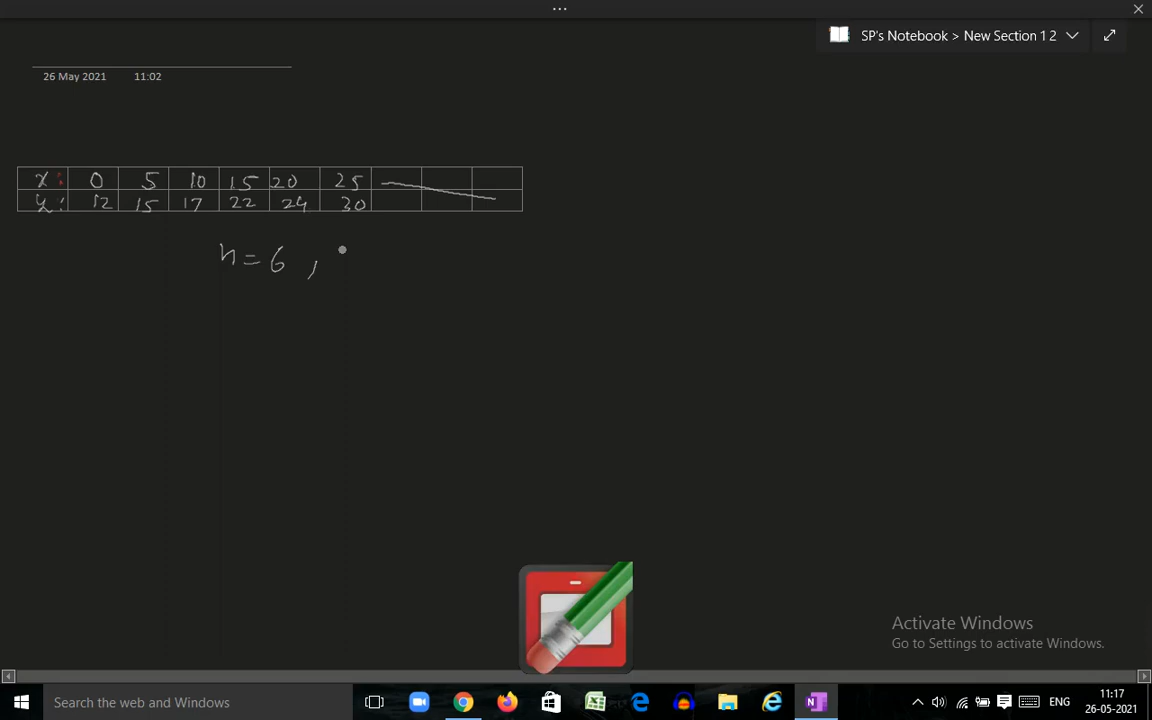 ...
SP's Notebook > New Section 1 2
26 May 2021 11:02
x: 0 5 10 15 20 25
y: 12 15 17 22 24 30
n = 6 ,
Activate Windows
Go to Settings to activate Windows.
Search the web and Windows
ENG
11:17
26-05-2021